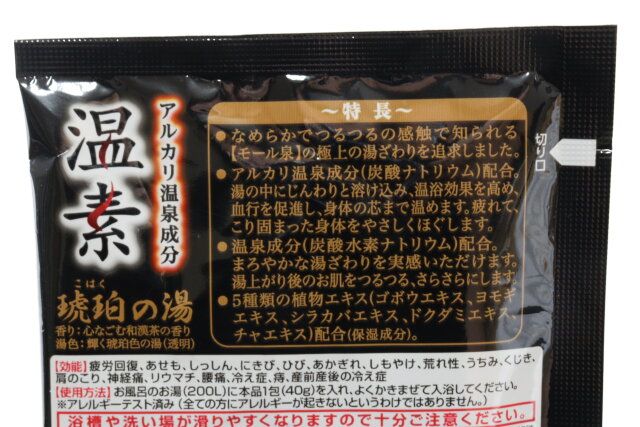 温素
アルカリ温泉成分
こはく
琥珀の湯
香り：心なごむ和漢茶の香り
湯色：輝く琥珀色の湯(透明)
～特長～
●なめらかでつるつるの感触で知られる
【モール泉】の極上の湯ざわりを追求しました。
●アルカリ温泉成分(炭酸ナトリウム)配合。
湯の中にじんわりと溶け込み、温浴効果を高め、
血行を促進し、身体の芯まで温めます。疲れて、
こり固まった身体をやさしくほぐします。
●温泉成分(炭酸水素ナトリウム)配合。
まろやかな湯ざわりを実感いただけます。
湯上がり後のお肌をつるつる、さらさらにします。
●5種類の植物エキス(ゴボウエキス、ヨモギ
エキス、シラカバエキス、ドクダミエキス、
チャエキス)配合(保湿成分)。
切り口
【効能】疲労回復、あせも、しっしん、にきび、ひび、あかぎれ、しもやけ、荒れ性、うちみ、くじき、
肩のこり、神経痛、リウマチ、腰痛、冷え症、痔、産前産後の冷え症
【使用方法】お風呂のお湯(200L)に本品1包(40g)を入れ、よくかきまぜて入浴してください。
※アレルギーテスト済み(全ての方にアレルギーが起きないというわけではありません。)
浴槽や洗い場が滑りやすくなりますので十分ご注意ください。